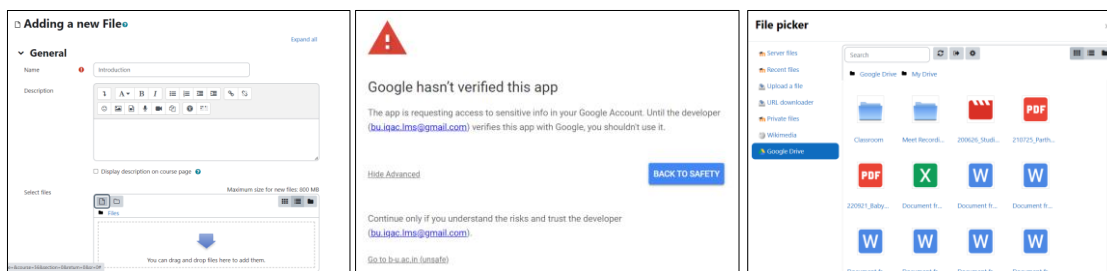 Adding a new File
Expand all
General
Name
Introduction
Description
Display description on course page
Select files
Maximum size for new files: 800 MB
Files
You can drag and drop files here to add them.
Google hasn't verified this app
The app is requesting access to sensitive info in your Google Account. Until the developer
(bu.iqac.lms@gmail.com) verifies this app with Google, you shouldn't use it.
Hide Advanced
BACK TO SAFETY
Continue only if you understand the risks and trust the developer
(bu.iqac.lms@gmail.com).
Go to b-u.ac.in (unsafe)
File picker
Server files
Recent files
Upload a file
URL downloader
Private files
Wikimedia
Google Drive
Search
Google Drive
My Drive
Classroom
Meet Recordi...
200626_Studi...
PDF
210725_Parth...
PDF
220921_Baby...
X
Document fr...
W
Document fr...
W
Document fr...
W
W
W
W